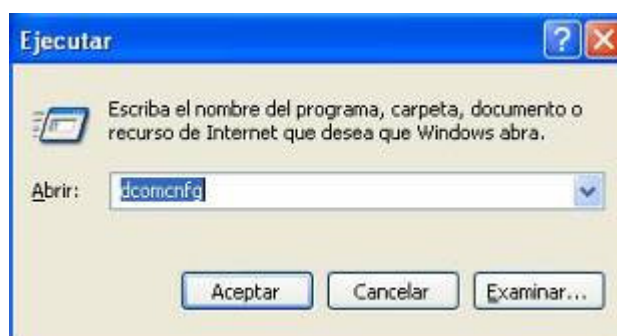 Ejecutar
Escriba el nombre del programa, carpeta, documento o
recurso de Internet que desea que Windows abra.
Abrir: dcomcnfg
Aceptar Cancelar Examinar...